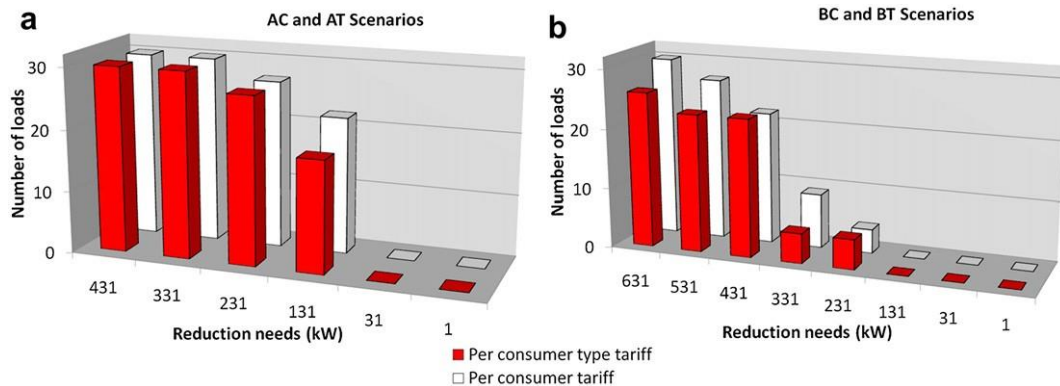 a
AC and AT Scenarios
Number of loads
30
20
10
0
431
331
231
131
31
1
Reduction needs (kW)
b
BC and BT Scenarios
Number of loads
30
20
10
0
631
531
431
331
231
131
31
1
Reduction needs (kW)
Per consumer type tariff
Per consumer tariff